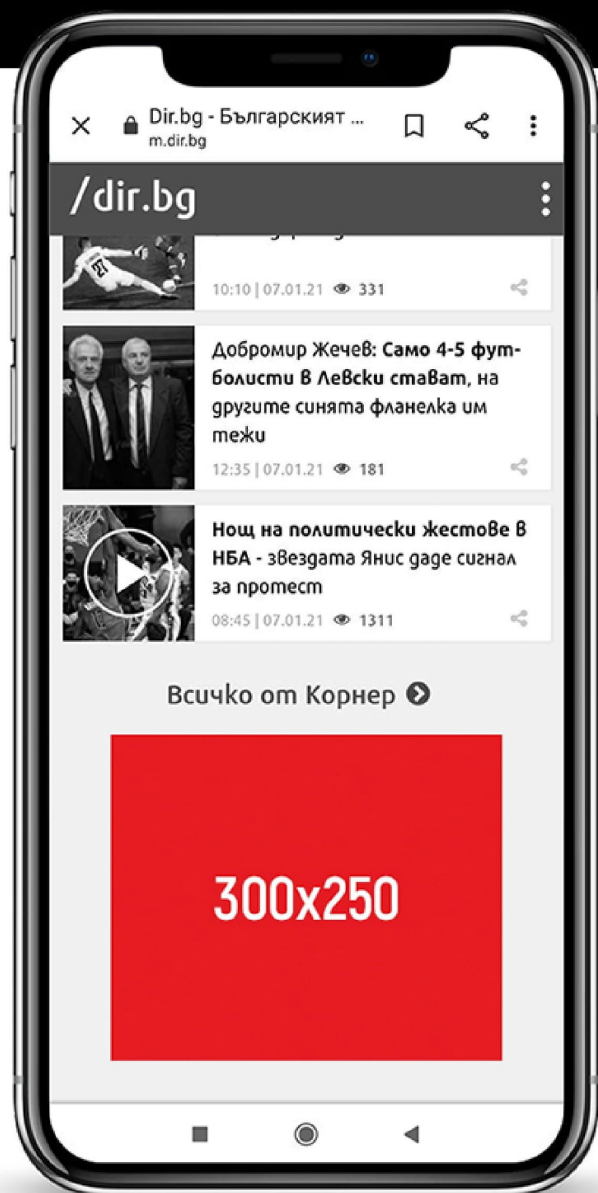 Dir.bg - Българският ...
m.dir.bg
/dir.bg
27
10:10 | 07.01.21 331
Добромир Жечев: Само 4-5 фут-
болисти в Левски стават, на
другите синята фланелка им
тежи
12:35 | 07.01.21 181
Нощ на политически жестове в
НБА - звездата Янис даде сигнал
за протест
08:45 | 07.01.21 1311
Всичко от Корнер
300x250